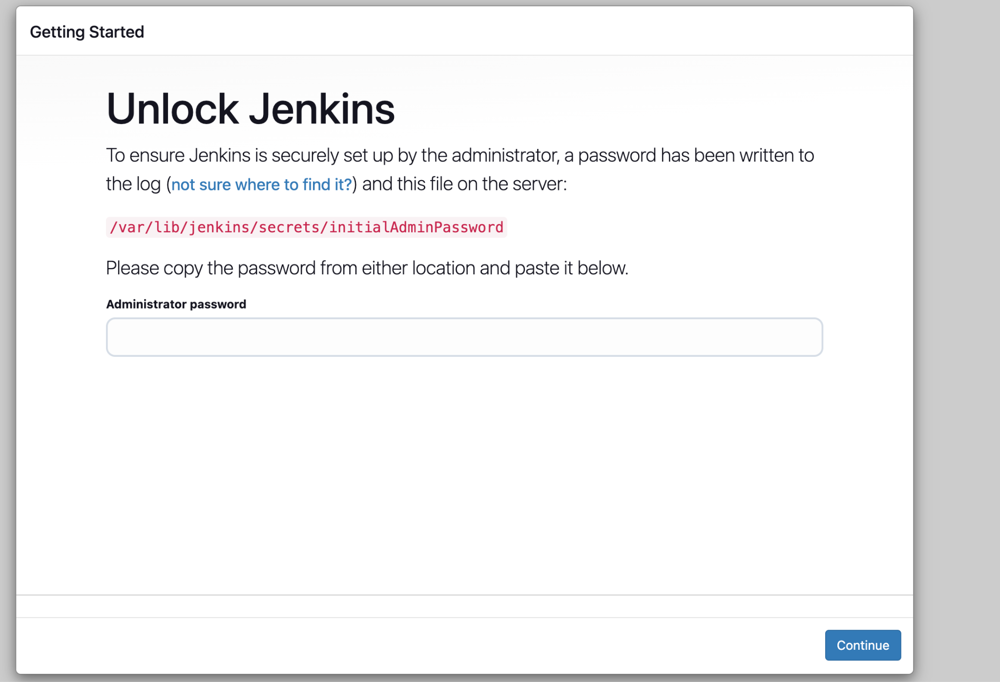 Getting Started
Unlock Jenkins
To ensure Jenkins is securely set up by the administrator, a password has been written to
the log (not sure where to find it?) and this file on the server:
/var/lib/jenkins/secrets/initialAdminPassword
Please copy the password from either location and paste it below.
Administrator password
Continue